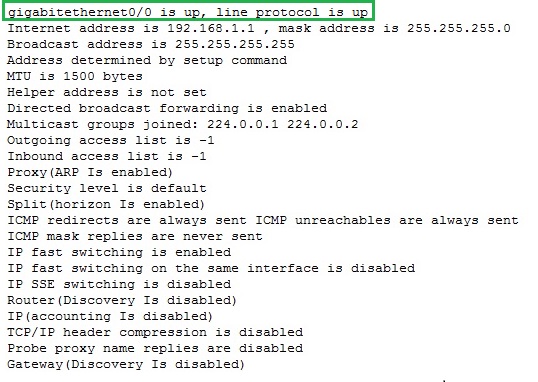 gigabitethernet0/0 is up, line protocol is up
Internet address is 192.168.1.1 , mask address is 255.255.255.0
Broadcast address is 255.255.255.255
Address determined by setup command
MTU is 1500 bytes
Helper address is not set
Directed broadcast forwarding is enabled
Multicast groups joined: 224.0.0.1 224.0.0.2
Outgoing access list is -1
Inbound access list is -1
Proxy(ARP Is enabled)
Security level is default
Split(horizon Is enabled)
ICMP redirects are always sent ICMP unreachables are always sent
ICMP mask replies are never sent
IP fast switching is enabled
IP fast switching on the same interface is disabled
IP SSE switching is disabled
Router(Discovery Is disabled)
IP(accounting Is disabled)
TCP/IP header compression is disabled
Probe proxy name replies are disabled
Gateway(Discovery Is disabled)